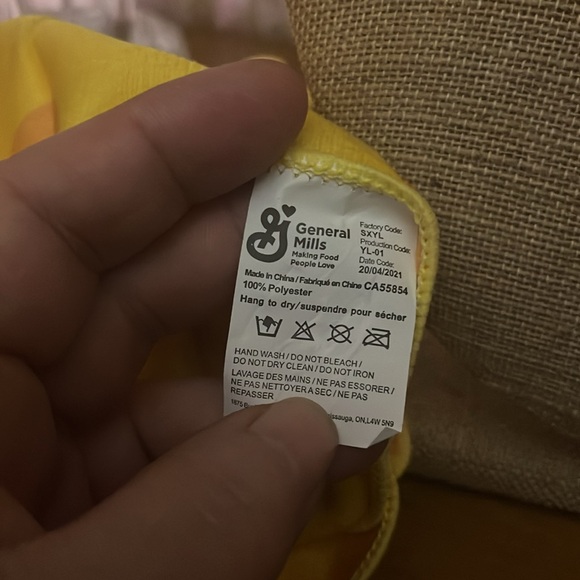 General
Mills
Making Food
People Love
Factory Code:
SXYL
Production Code:
YL-01
Date Code:
20/04/2021
Made in China / Fabriqué en Chine CA55854
100% Polyester
Hang to dry/suspendre pour sécher
HAND WASH / DO NOT BLEACH /
DO NOT DRY CLEAN / DO NOT IRON
LAVAGE DES MAINS / NE PAS ESSORER /
NE PAS NETTOYER A SEC / NE PAS
REPASSER
ON,L4W 5N9